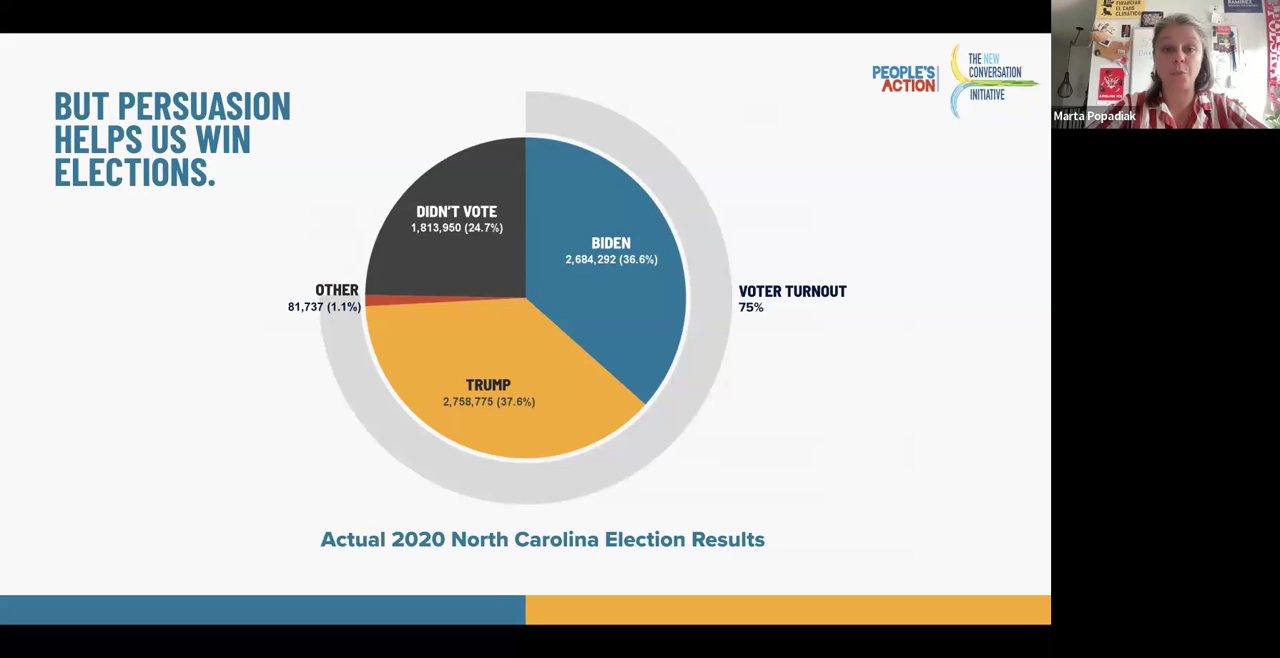 BUT PERSUASION
HELPS US WIN
ELECTIONS.
PEOPLE'S
ACTION
THE NEW
CONVERSATION
INITIATIVE
DIDN'T VOTE
1,813,950 (24.7%)
BIDEN
2,684,292 (36.6%)
OTHER
81,737 (1.1%)
VOTER TURNOUT
75%
TRUMP
2,758,775 (37.6%)
Actual 2020 North Carolina Election Results
Marta Popadiak